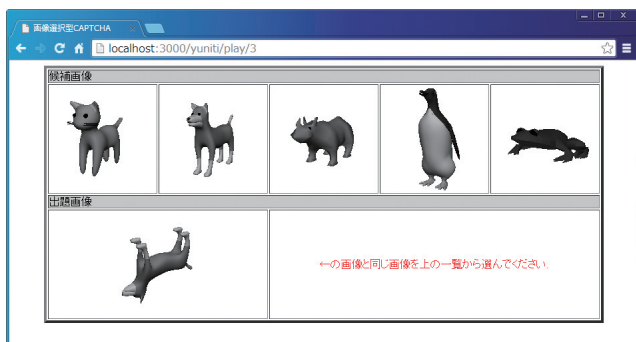 画像選択型CAPTCHA
localhost:3000/yuniti/play/3
候補画像
出題画像
←の画像と同じ画像を上の一覧から選んでください.